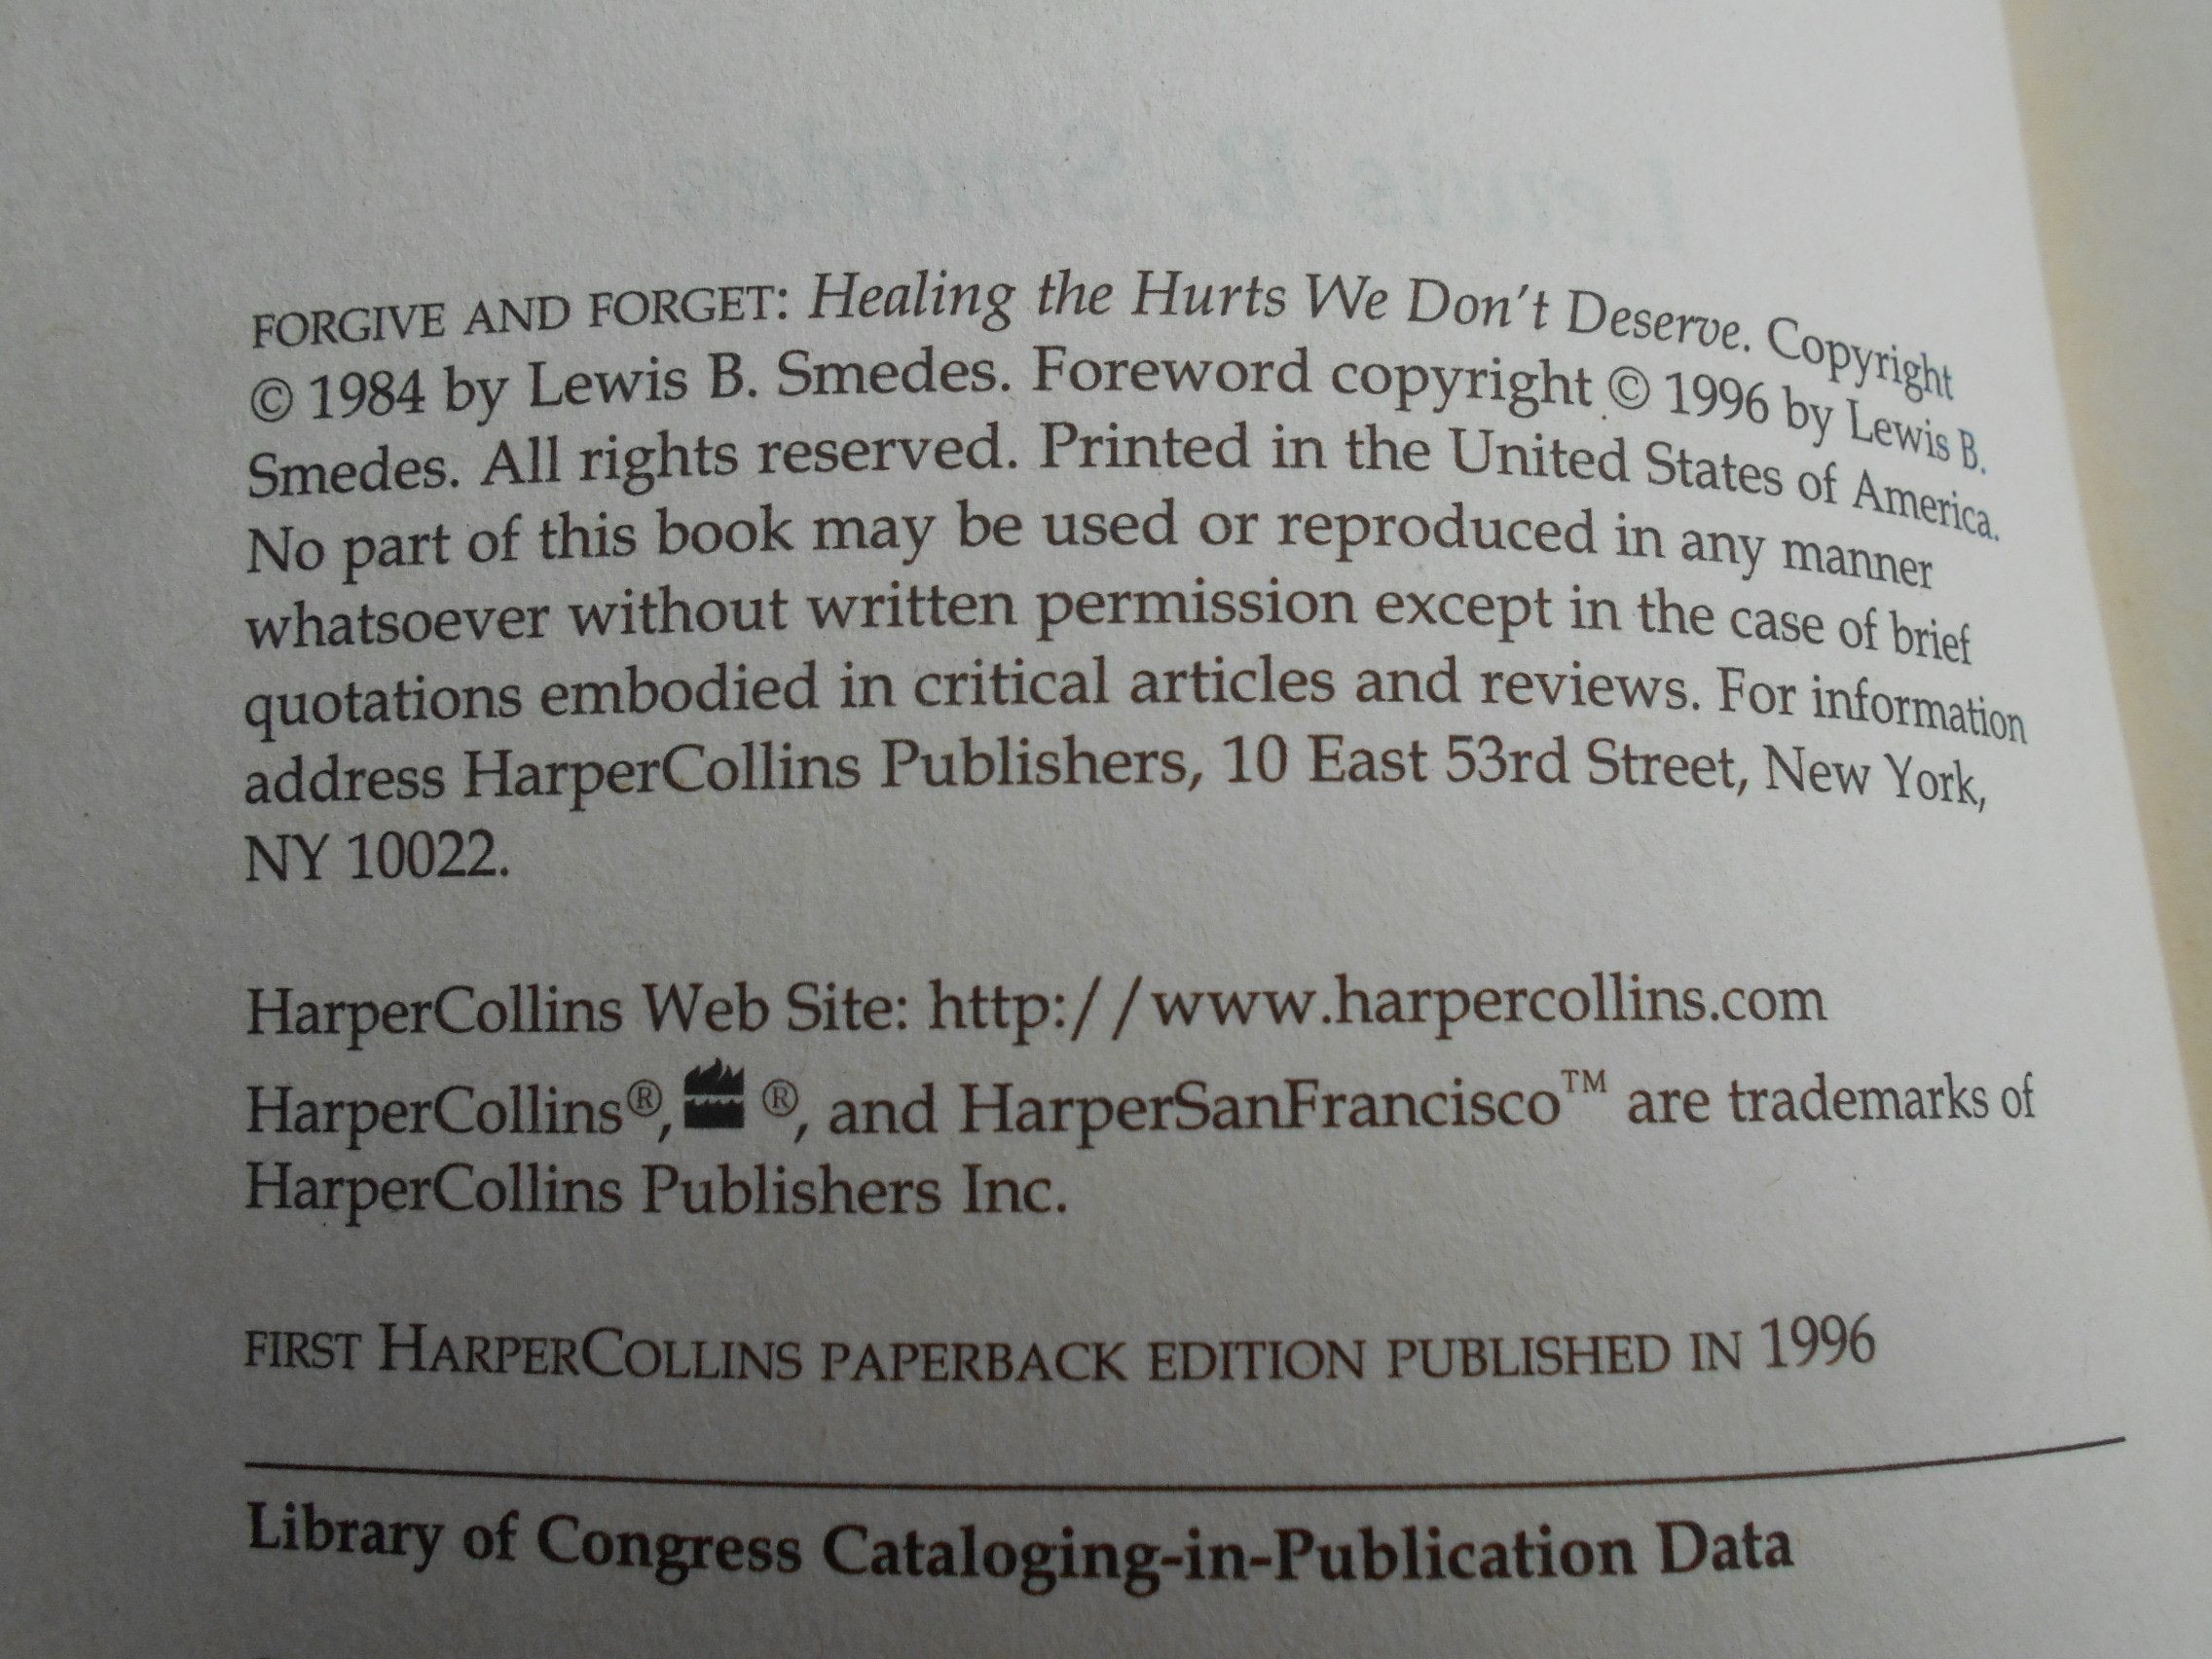 FORGIVE AND FORGET: Healing the Hurts We Don't Deserve. Copyright
© 1984 by Lewis B. Smedes. Foreword copyright © 1996 by Lewis B.
Smedes. All rights reserved. Printed in the United States of America.
No part of this book may be used or reproduced in any manner
whatsoever without written permission except in the case of brief
quotations embodied in critical articles and reviews. For information
address HarperCollins Publishers, 10 East 53rd Street, New York,
NY 10022.
HarperCollins Web Site: http://www.harpercollins.com
HarperCollins®, ®, and HarperSanFrancisco™ are trademarks of
HarperCollins Publishers Inc.
FIRST HARPERCOLLINS PAPERBACK EDITION PUBLISHED IN 1996
Library of Congress Cataloging-in-Publication Data